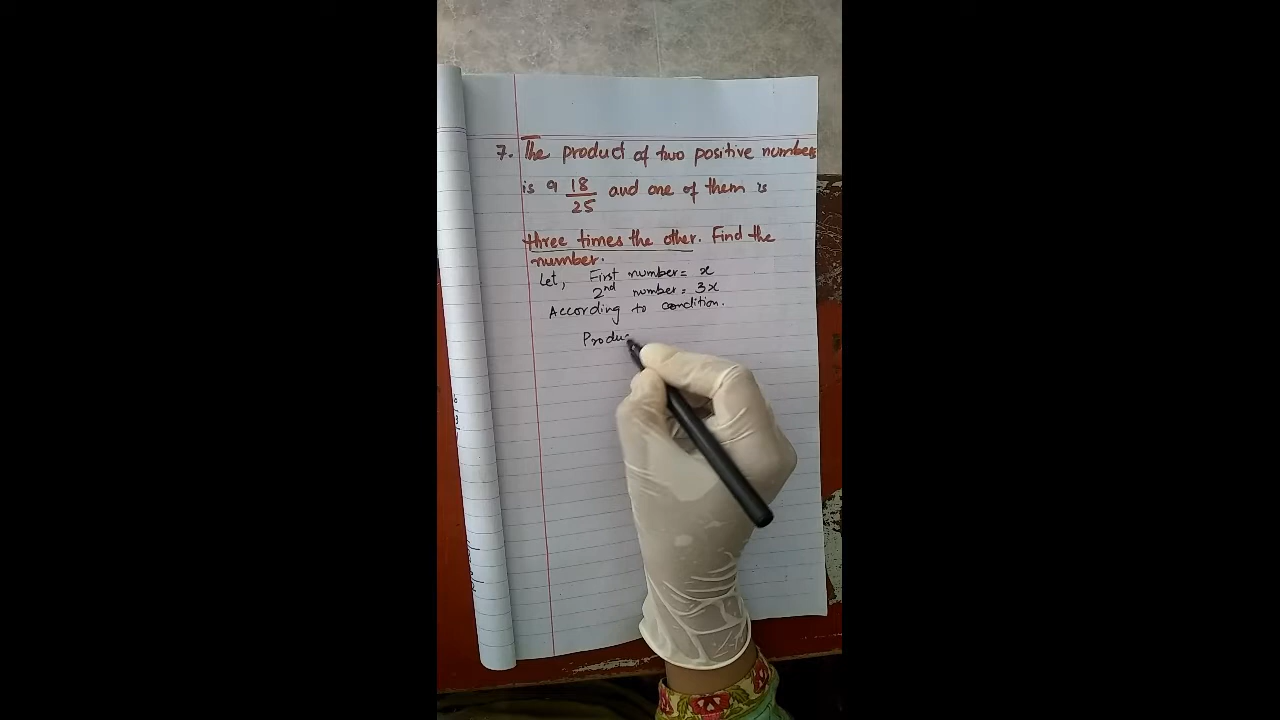 7. The product of two positive numbers
is 9 18/25 and one of them is
three times the other. Find the
number.
Let, First number = x
2nd number = 3x
According to condition.
Produc